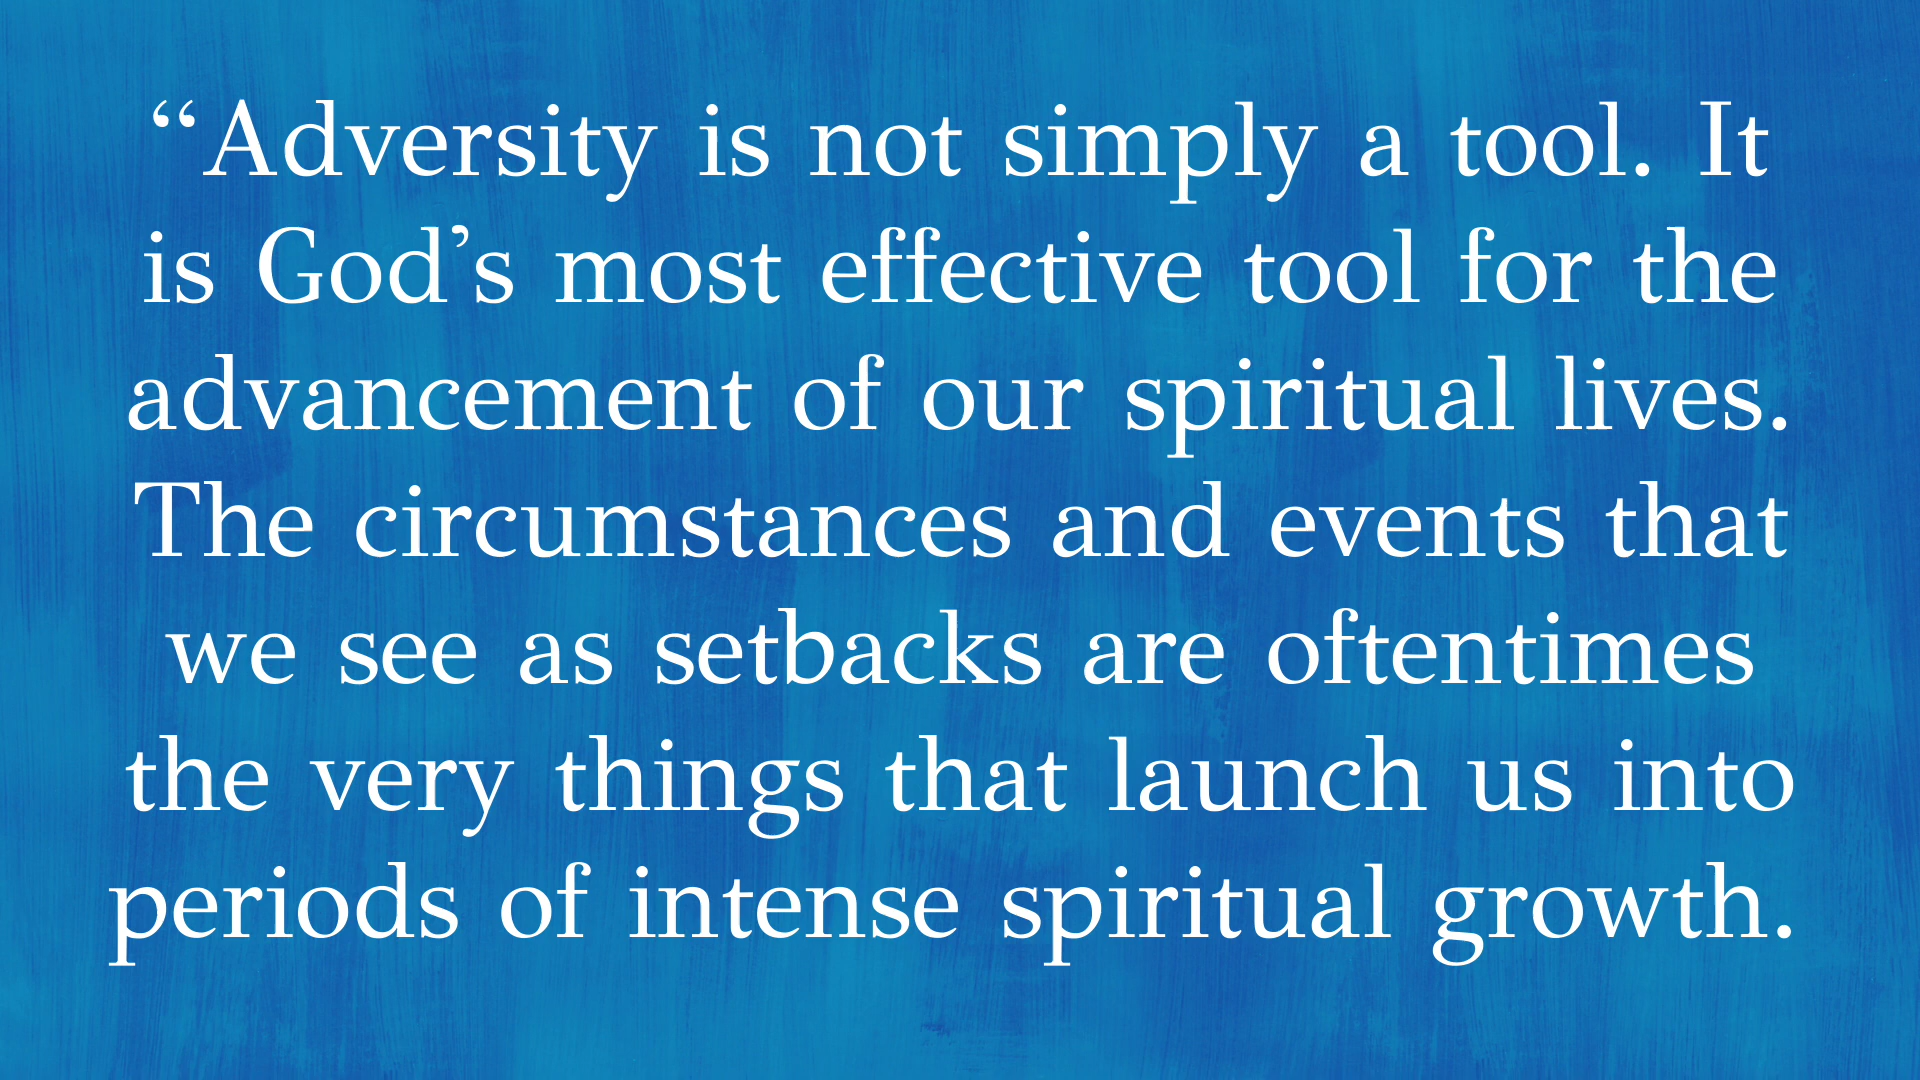 “Adversity is not simply a tool. It
is God’s most effective tool for the
advancement of our spiritual lives.
The circumstances and events that
we see as setbacks are oftentimes
the very things that launch us into
periods of intense spiritual growth.